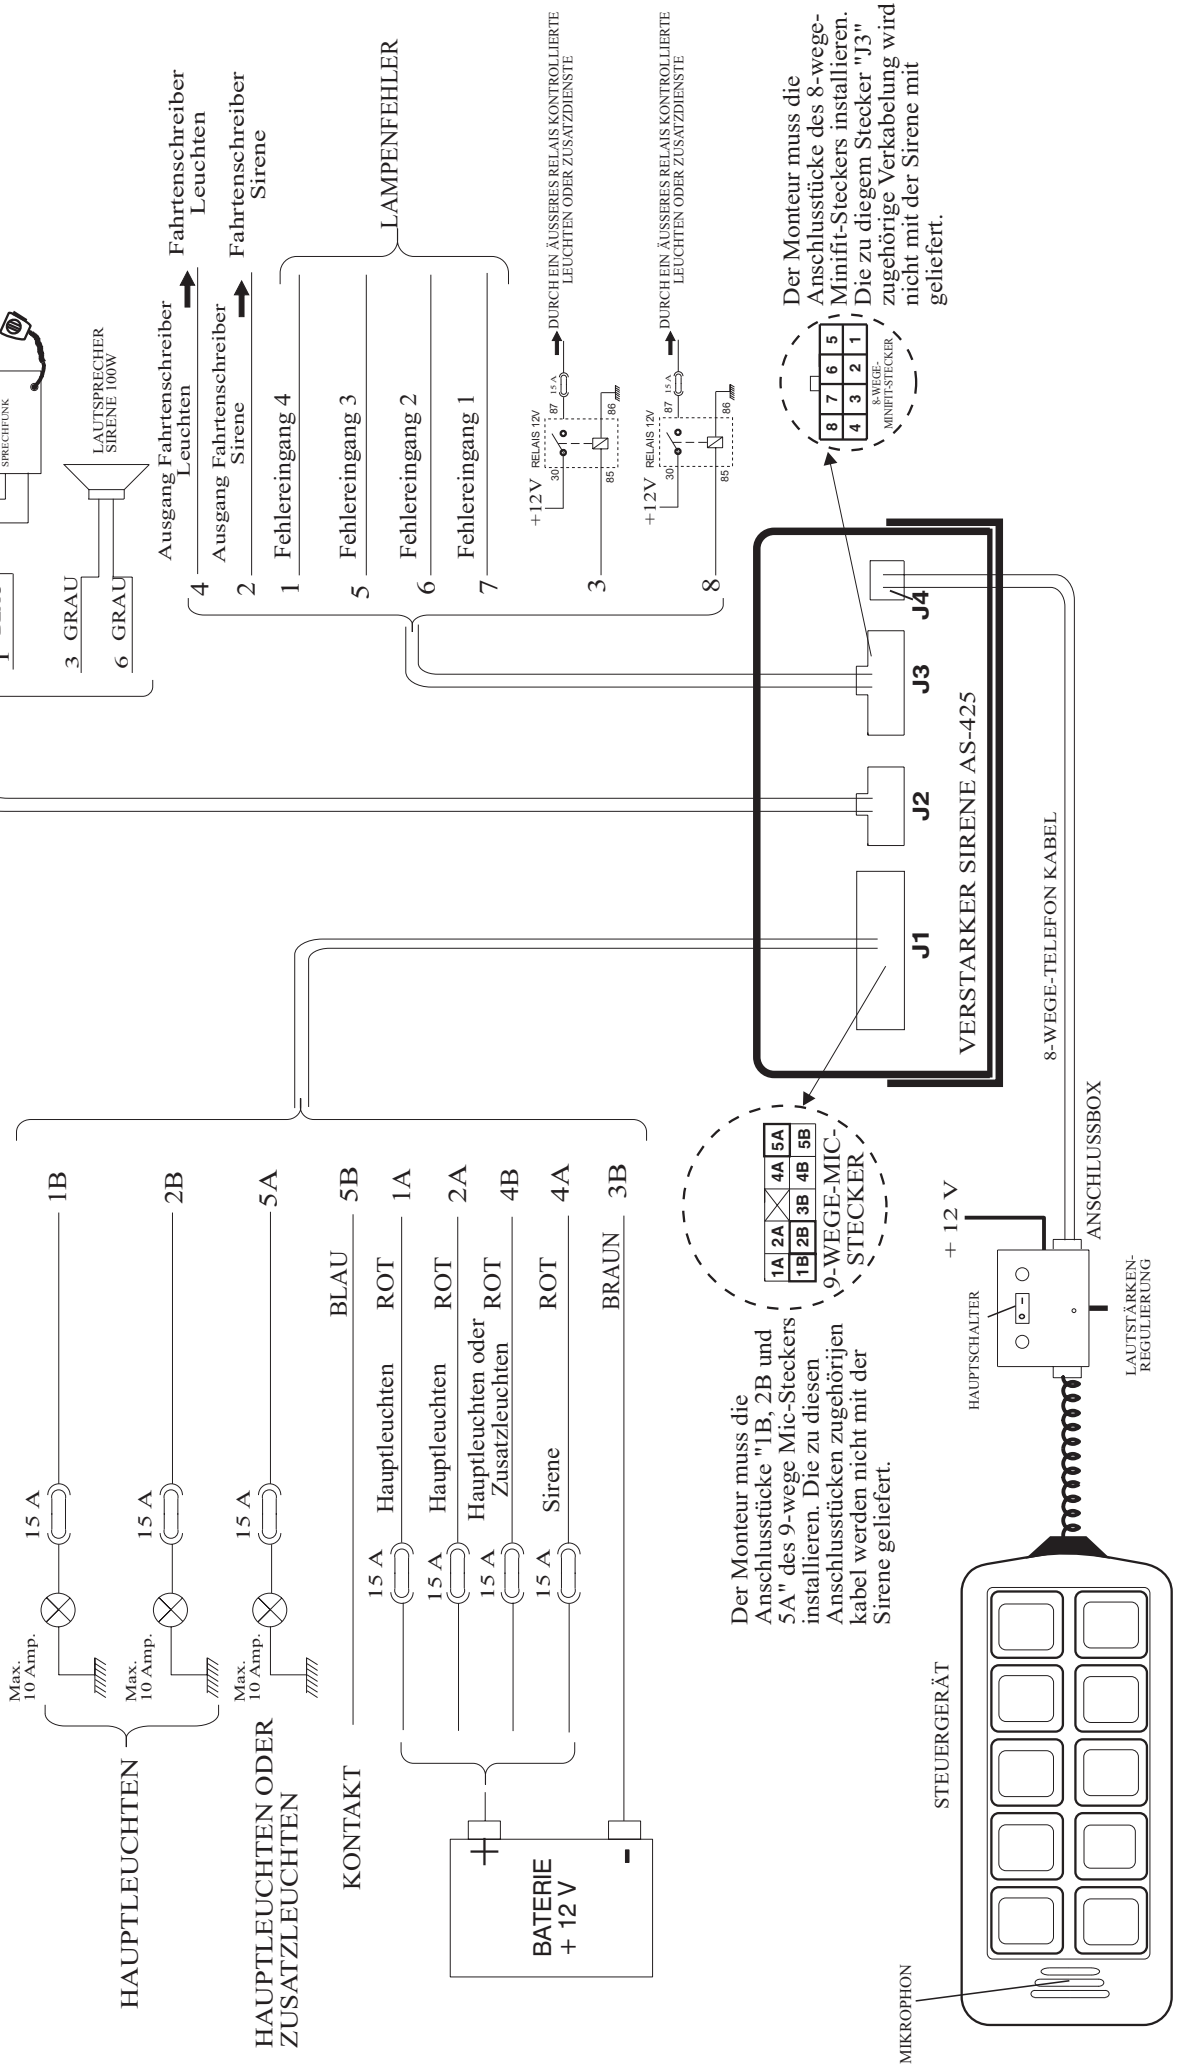 SPRECHFUNK
LAUTSPRECHER
SIRENE 100W
3 GRAU
6 GRAU
Ausgang Fahrtenschreiber
Leuchten
Fahrtenschreiber
Leuchten
4
Ausgang Fahrtenschreiber
Sirene
Fahrtenschreiber
Sirene
2
1 Fehlereingang 4
5 Fehlereingang 3
6 Fehlereingang 2
7 Fehlereingang 1
LAMPENFEHLER
3
+12V
RELAIS 12V
30
87
15 A
85
86
DURCH EIN ÄUSSERES RELAIS KONTROLLIERTE
LEUCHTEN ODER ZUSATZDIENSTE
8
+12V
RELAIS 12V
30
87
15 A
85
86
DURCH EIN ÄUSSERES RELAIS KONTROLLIERTE
LEUCHTEN ODER ZUSATZDIENSTE
Der Monteur muss die
Anschlusstücke des 8-wege-
Minifit-Steckers installieren.
Die zu diegem Stecker "J3"
zugehörige Verkabelung wird
nicht mit der Sirene mit
geliefert.
8 7 6 5
4 3 2 1
8-WEGE-
MINIFIT-STECKER
HAUPTLEUCHTEN
Max.
10 Amp.
15 A
1B
Max.
10 Amp.
15 A
2B
HAUPTLEUCHTEN ODER
ZUSATZLEUCHTEN
Max.
10 Amp.
15 A
5A
KONTAKT
BLAU
5B
15 A
Hauptleuchten
ROT
1A
15 A
Hauptleuchten
ROT
2A
15 A
Hauptleuchten oder
Zusatzleuchten
ROT
4B
15 A
Sirene
ROT
4A
BRAUN
3B
+
-
BATERIE
+ 12 V
J1
J2
J3
J4
VERSTARKER SIRENE AS-425
1A 2A 4A 5A
1B 2B 3B 4B 5B
9-WEGE-MIC-
STECKER
Der Monteur muss die
Anschlusstücke "1B, 2B und
5A" des 9-wege Mic-Steckers
installieren. Die zu diesen
Anschlusstücken zugehörijen
kabel werden nicht mit der
Sirene geliefert.
8-WEGE-TELEFON KABEL
+ 12 V
ANSCHLUSSBOX
HAUPTSCHALTER
LAUTSTÄRKEN-
REGULIERUNG
STEUERGERÄT
MIKROPHON